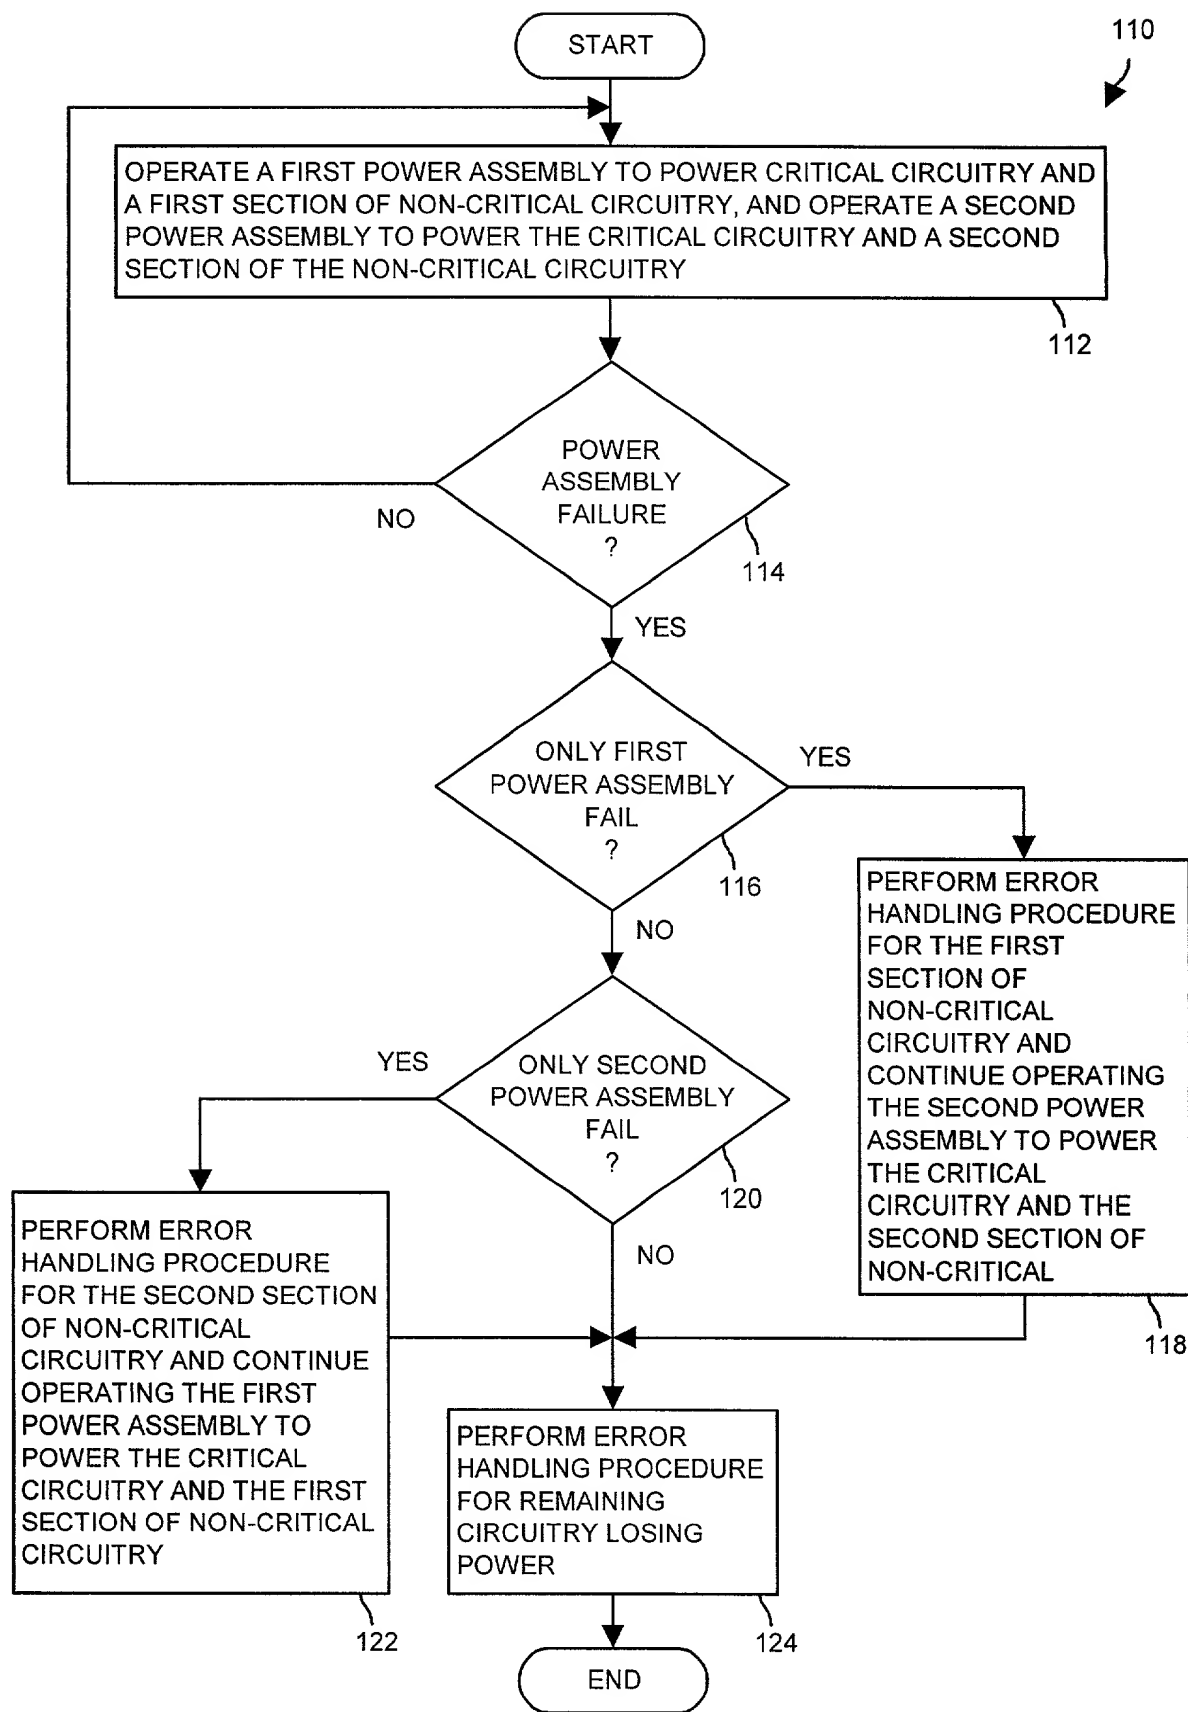 START
110
OPERATE A FIRST POWER ASSEMBLY TO POWER CRITICAL CIRCUITRY AND
A FIRST SECTION OF NON-CRITICAL CIRCUITRY, AND OPERATE A SECOND
POWER ASSEMBLY TO POWER THE CRITICAL CIRCUITRY AND A SECOND
SECTION OF THE NON-CRITICAL CIRCUITRY
112
POWER
ASSEMBLY
FAILURE
?
NO
114
YES
ONLY FIRST
POWER ASSEMBLY
FAIL
?
YES
116
NO
PERFORM ERROR
HANDLING PROCEDURE
FOR THE FIRST
SECTION OF
NON-CRITICAL
CIRCUITRY AND
CONTINUE OPERATING
THE SECOND POWER
ASSEMBLY TO POWER
THE CRITICAL
CIRCUITRY AND THE
SECOND SECTION OF
NON-CRITICAL
118
ONLY SECOND
POWER ASSEMBLY
FAIL
?
YES
120
NO
PERFORM ERROR
HANDLING PROCEDURE
FOR THE SECOND SECTION
OF NON-CRITICAL
CIRCUITRY AND CONTINUE
OPERATING THE FIRST
POWER ASSEMBLY TO
POWER THE CRITICAL
CIRCUITRY AND THE FIRST
SECTION OF NON-CRITICAL
CIRCUITRY
122
PERFORM ERROR
HANDLING PROCEDURE
FOR REMAINING
CIRCUITRY LOSING
POWER
124
END